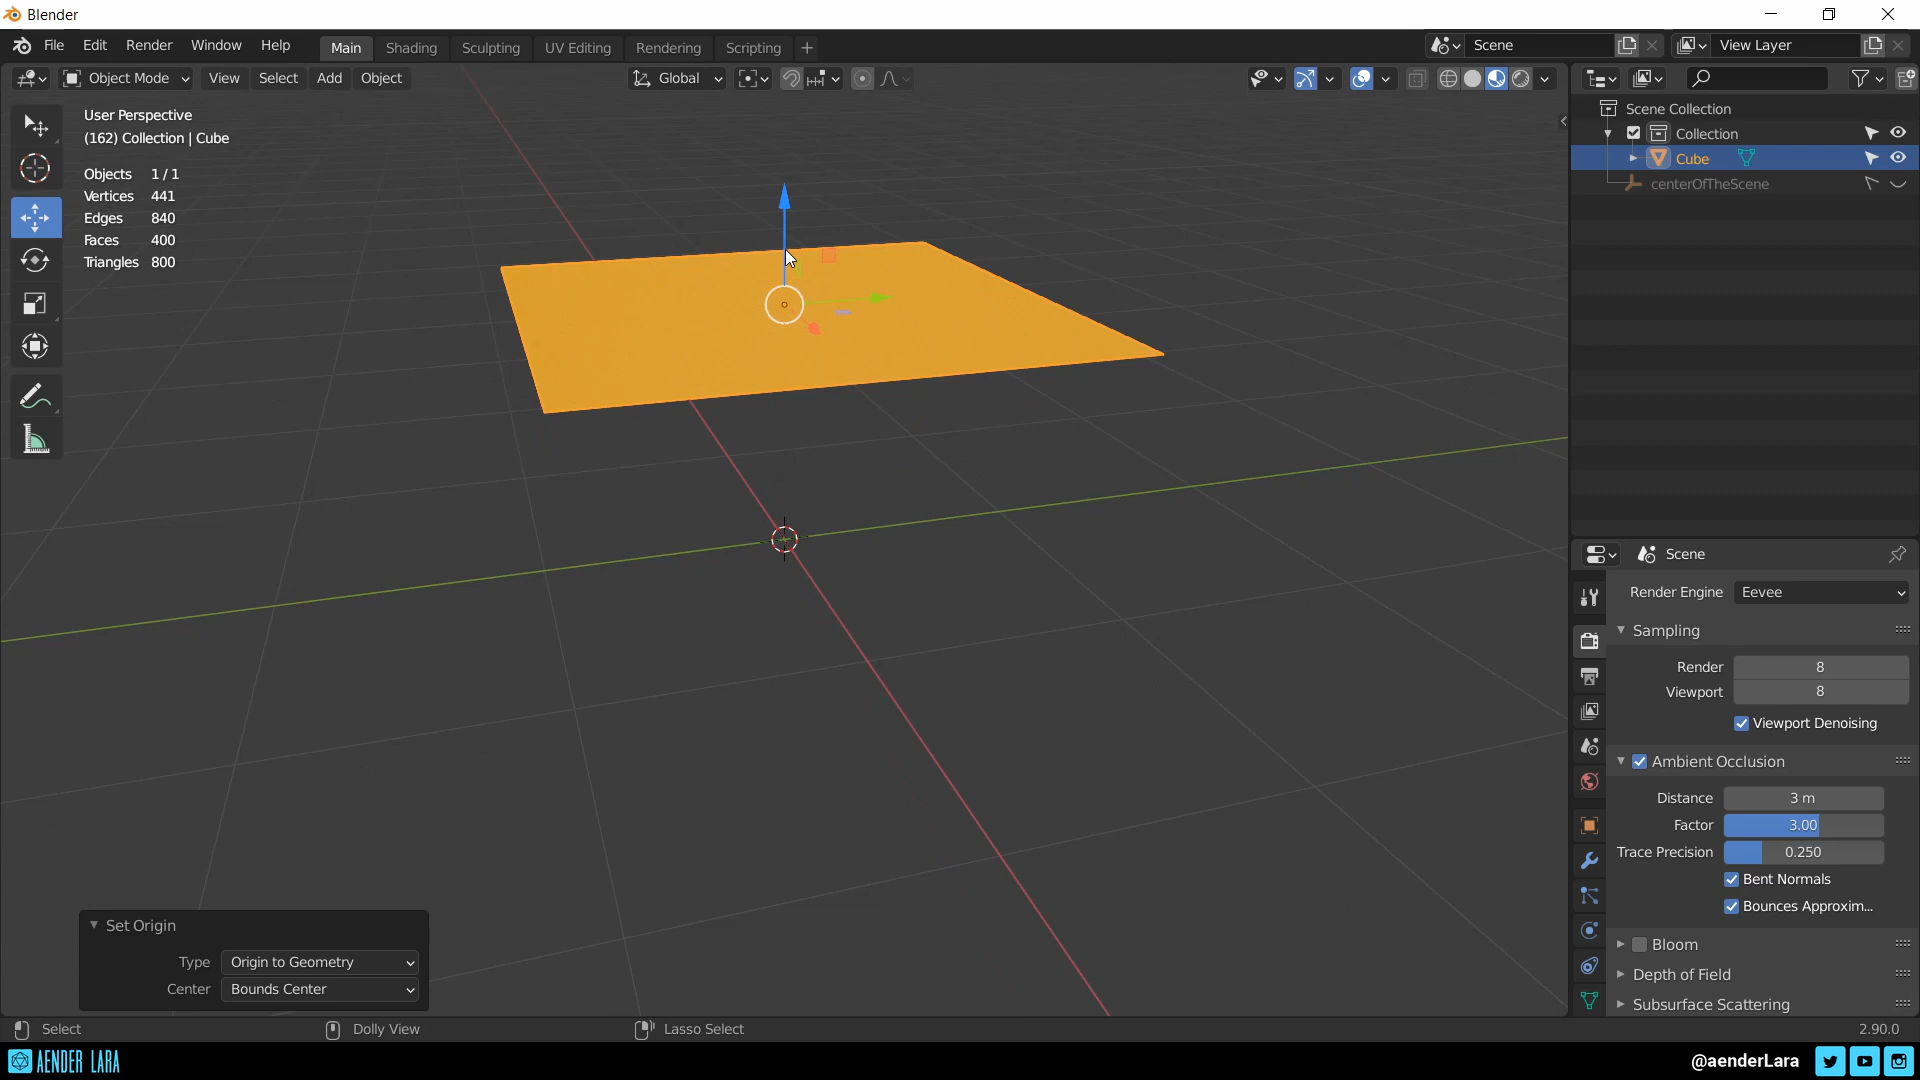 Blender
File Edit Render Window Help Main Shading Sculpting UV Editing Rendering Scripting Scene View Layer
Object Mode View Select Add Object Global
User Perspective
(162) Collection | Cube
Objects 1 / 1
Vertices 441
Edges 840
Faces 400
Triangles 800
Scene Collection
Collection
Cube
centerOfTheScene
Scene
Render Engine Eevee
Sampling
Render 8
Viewport 8
Viewport Denoising
Ambient Occlusion
Distance 3 m
Factor 3.00
Trace Precision 0.250
Bent Normals
Bounces Approxim...
Bloom
Depth of Field
Subsurface Scattering
Set Origin
Type Origin to Geometry
Center Bounds Center
Select Dolly View Lasso Select 2.90.0
AENDER LARA @aenderLara